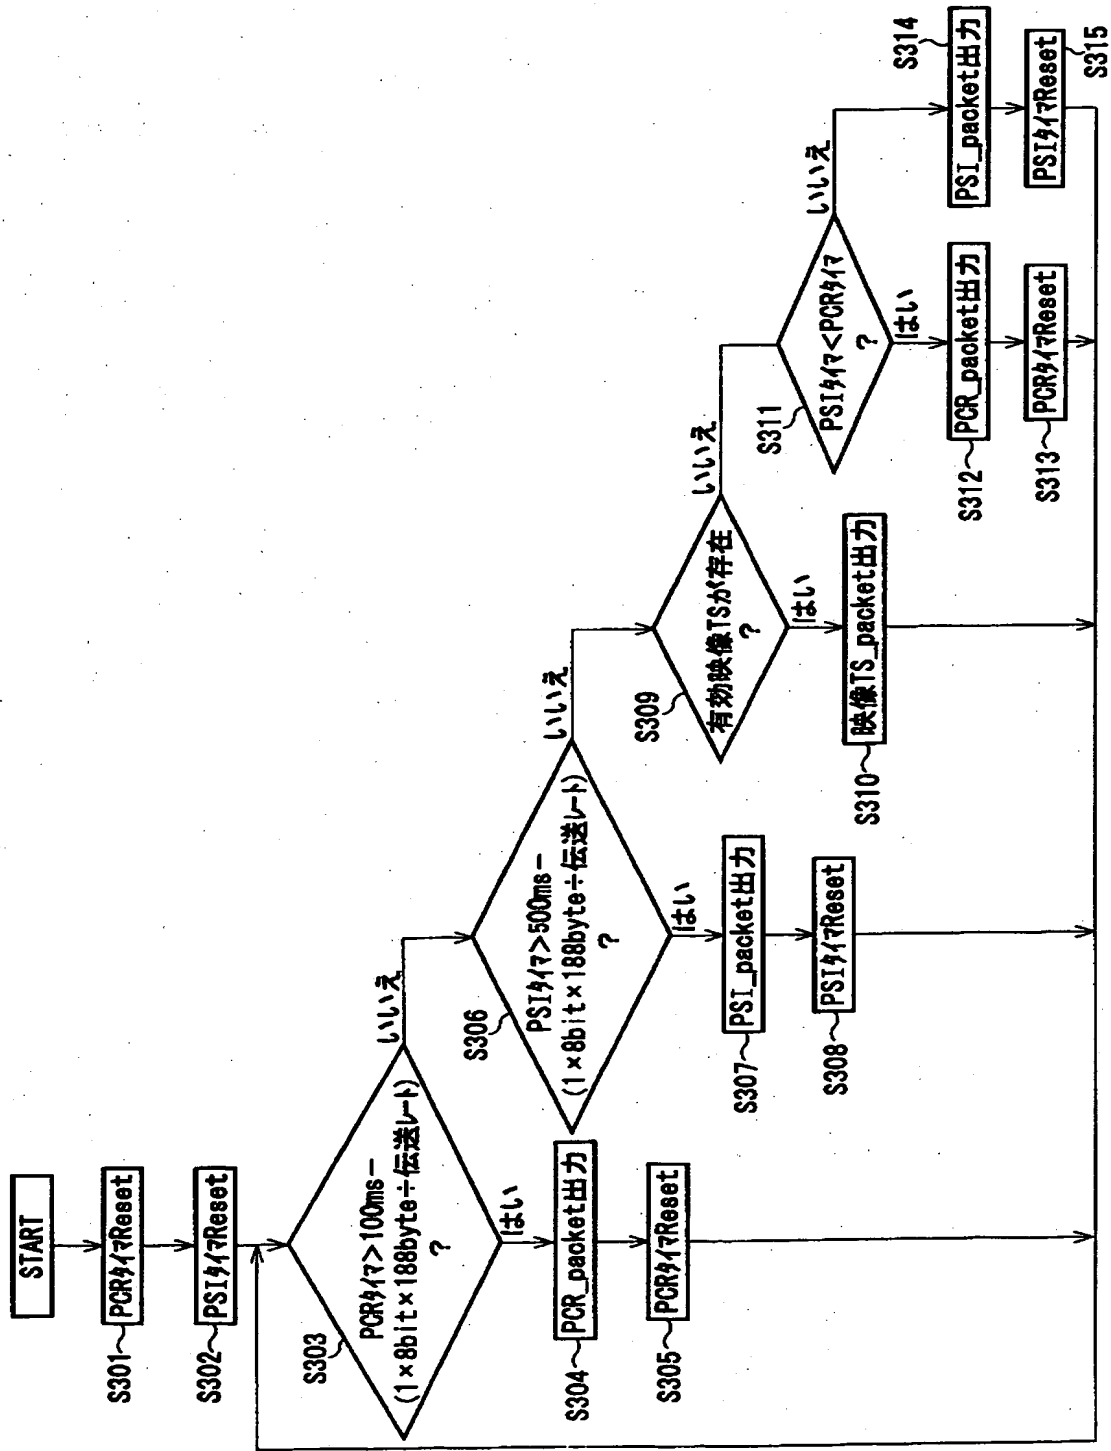 START
S301
PCRタイマReset
S302
PSIタイマReset
S303
PCRタイマ>100ms-
(1×8bit×188byte÷伝送レート)
?
はい
いいえ
S304
PCR_packet出力
S305
PCRタイマReset
S306
PSIタイマ>500ms-
(1×8bit×188byte÷伝送レート)
?
はい
いいえ
S307
PSI_packet出力
S308
PSIタイマReset
S309
有効映像TSが存在
?
はい
いいえ
S310
映像TS_packet出力
S311
PSIタイマ<PCRタイマ
?
はい
いいえ
S312
PCR_packet出力
S313
PCRタイマReset
S314
PSI_packet出力
PSIタイマReset
S315